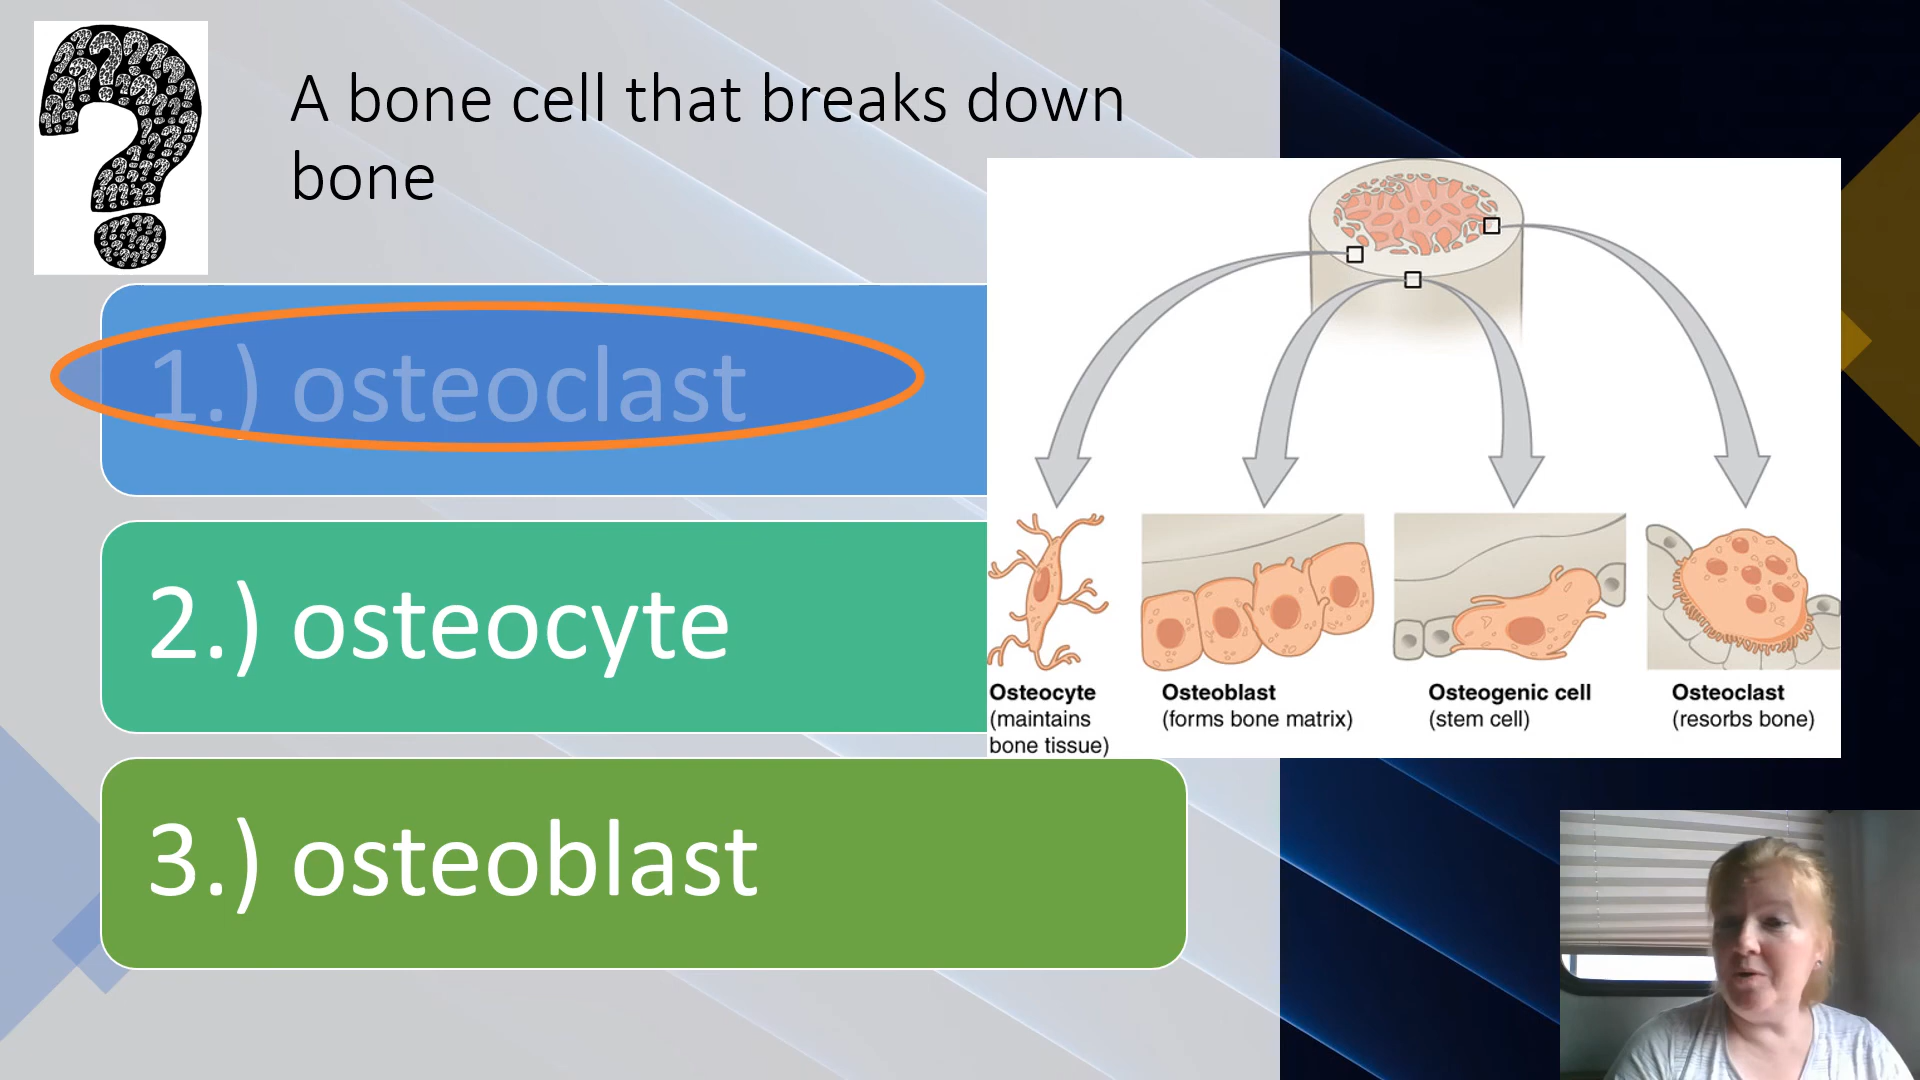 A bone cell that breaks down
bone
1.) osteoclast
2.) osteocyte
3.) osteoblast
Osteocyte
(maintains
bone tissue)
Osteoblast
(forms bone matrix)
Osteogenic cell
(stem cell)
Osteoclast
(resorbs bone)